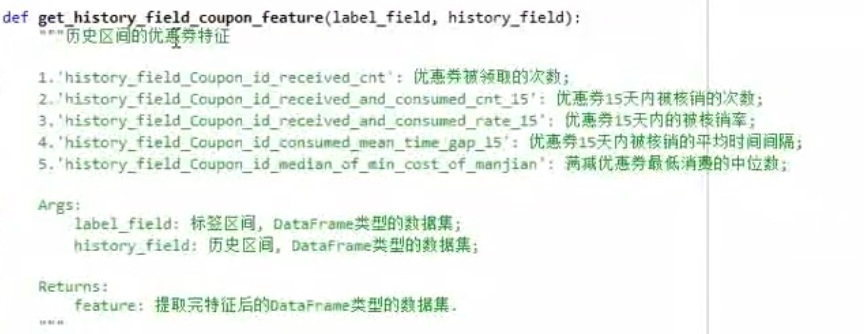 def get_history_field_coupon_feature(label_field, history_field):
"""历史区间的优惠券特征
1.'history_field_Coupon_id_received_cnt': 优惠券被领取的次数;
2.'history_field_Coupon_id_received_and_consumed_cnt_15': 优惠券15天内被核销的次数;
3.'history_field_Coupon_id_received_and_consumed_rate_15': 优惠券15天内的被核销率;
4.'history_field_Coupon_id_consumed_mean_time_gap_15': 优惠券15天内被核销的平均时间间隔;
5.'history_field_Coupon_id_median_of_min_cost_of_manjian': 满减优惠券最低消费的中位数;
Args:
label_field: 标签区间, DataFrame类型的数据集;
history_field: 历史区间, DataFrame类型的数据集;
Returns:
feature: 提取完特征后的DataFrame类型的数据集.
"""